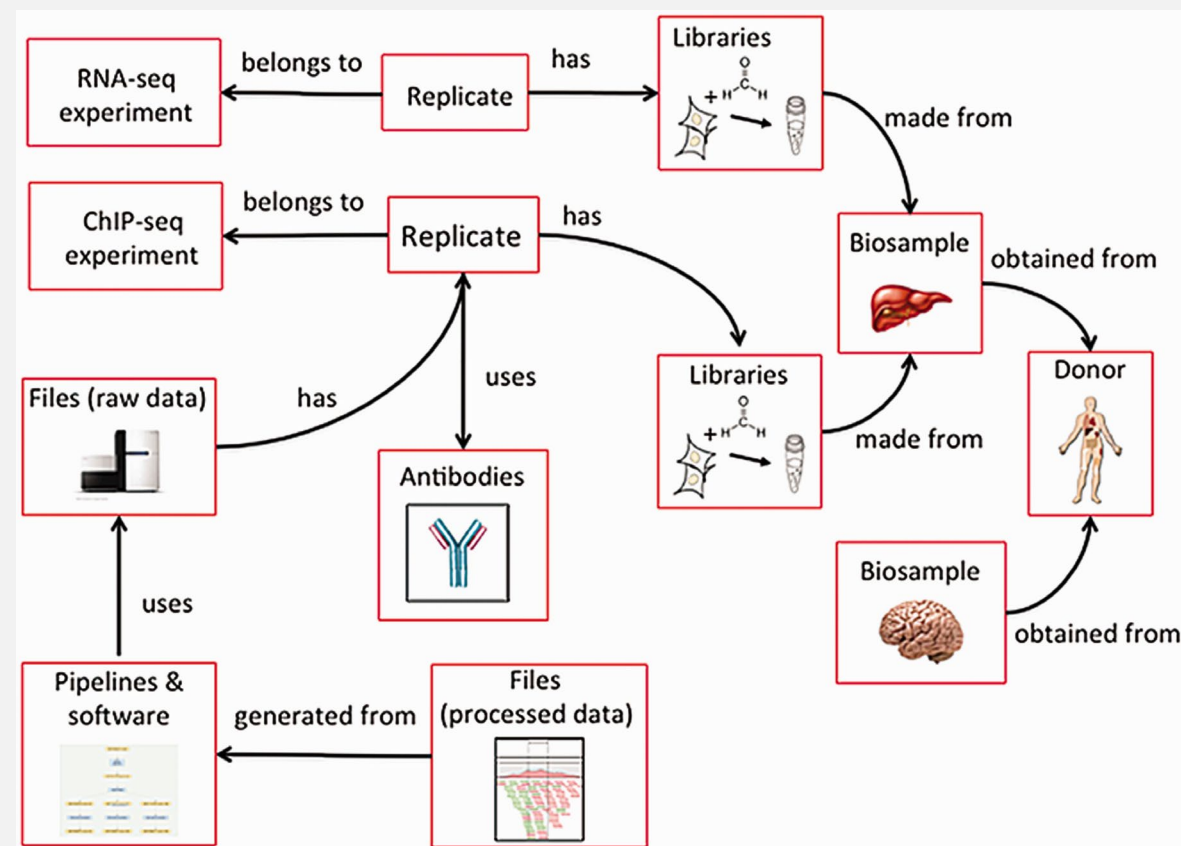 RNA-seq
experiment
belongs to
Replicate
has
Libraries
O
C
+ H H
made from
ChIP-seq
experiment
belongs to
Replicate
has
Biosample
obtained from
Files (raw data)
has
uses
Libraries
O
C
+ H H
made from
Donor
Antibodies
uses
Biosample
obtained from
Pipelines &
software
generated from
Files
(processed data)